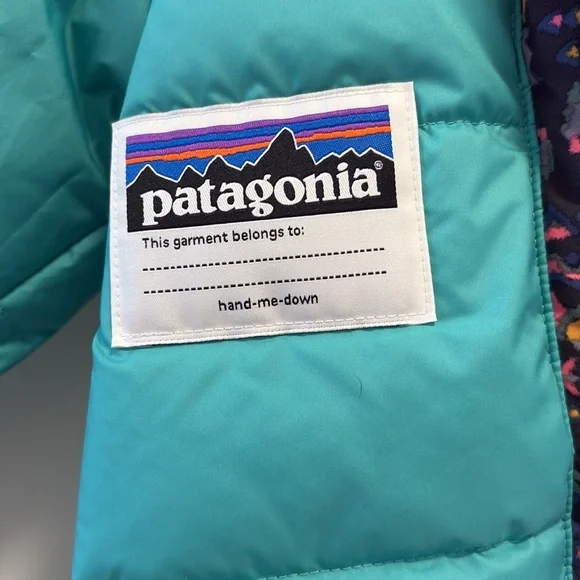 patagonia®
This garment belongs to:
hand-me-down